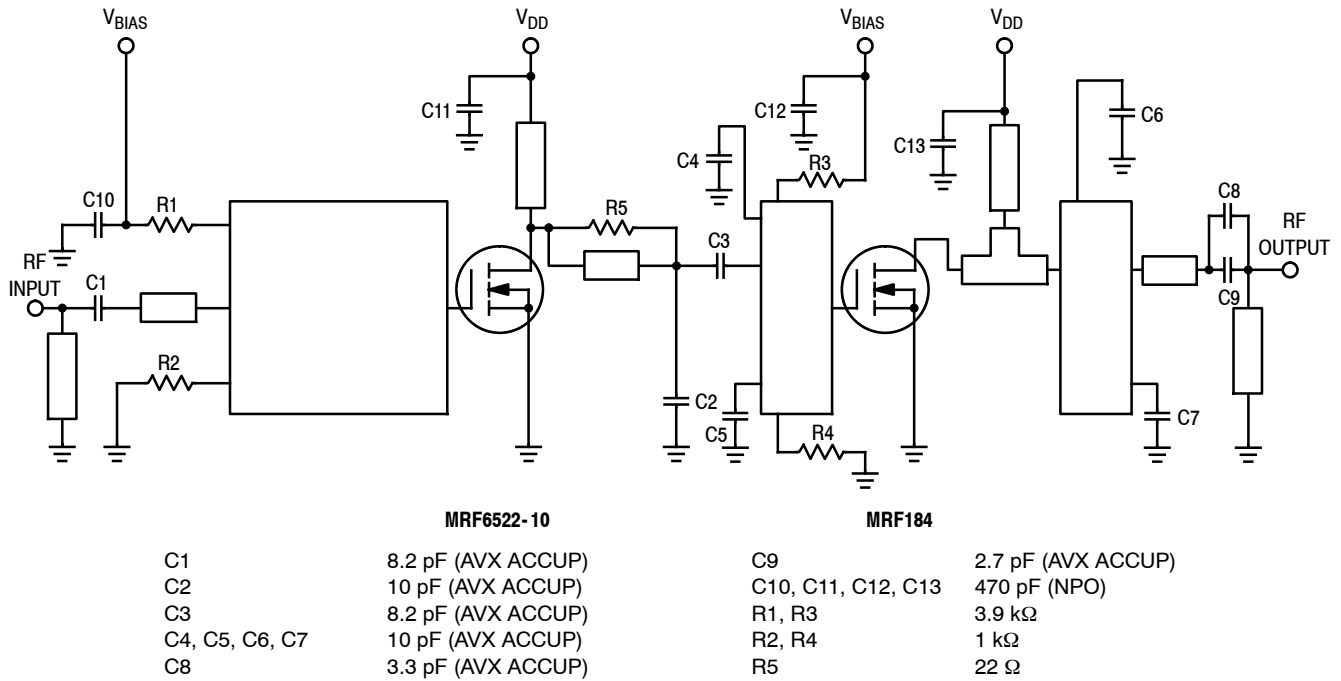 V_BIAS
V_DD
V_BIAS
V_DD
C11
C12
C6
C4
C13
R3
C10
R1
R5
C8
RF
INPUT
C1
C3
RF
OUTPUT
C9
R2
C2
C5
R4
C7
MRF6522-10
MRF184
C1 8.2 pF (AVX ACCUP)
C2 10 pF (AVX ACCUP)
C3 8.2 pF (AVX ACCUP)
C4, C5, C6, C7 10 pF (AVX ACCUP)
C8 3.3 pF (AVX ACCUP)
C9 2.7 pF (AVX ACCUP)
C10, C11, C12, C13 470 pF (NPO)
R1, R3 3.9 kΩ
R2, R4 1 kΩ
R5 22 Ω